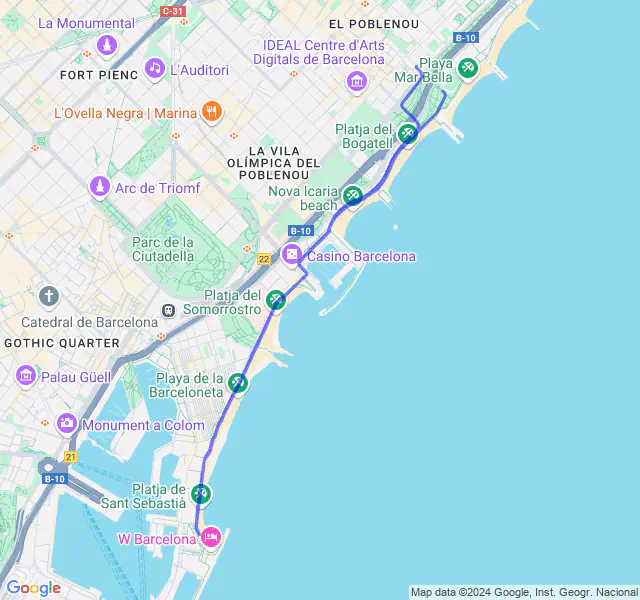 La Monumental
C-31
EL POBLENOU
B-10
IDEAL Centre d'Arts
Digitals de Barcelona
Playa
Mar Bella
FORT PIENC
L'Auditori
L'Ovella Negra | Marina
Platja del
Bogatell
LA VILA
OLÍMPICA DEL
POBLENOU
Arc de Triomf
Nova Icaria
beach
B-10
Parc de la
Ciutadella
22
Casino Barcelona
Platja del
Somorrostro
Catedral de Barcelona
GOTHIC QUARTER
Palau Güell
Playa de la
Barceloneta
Monument a Colom
21
B-10
Platja de
Sant Sebastià
W Barcelona
Google
Map data ©2024 Google, Inst. Geogr. Nacional